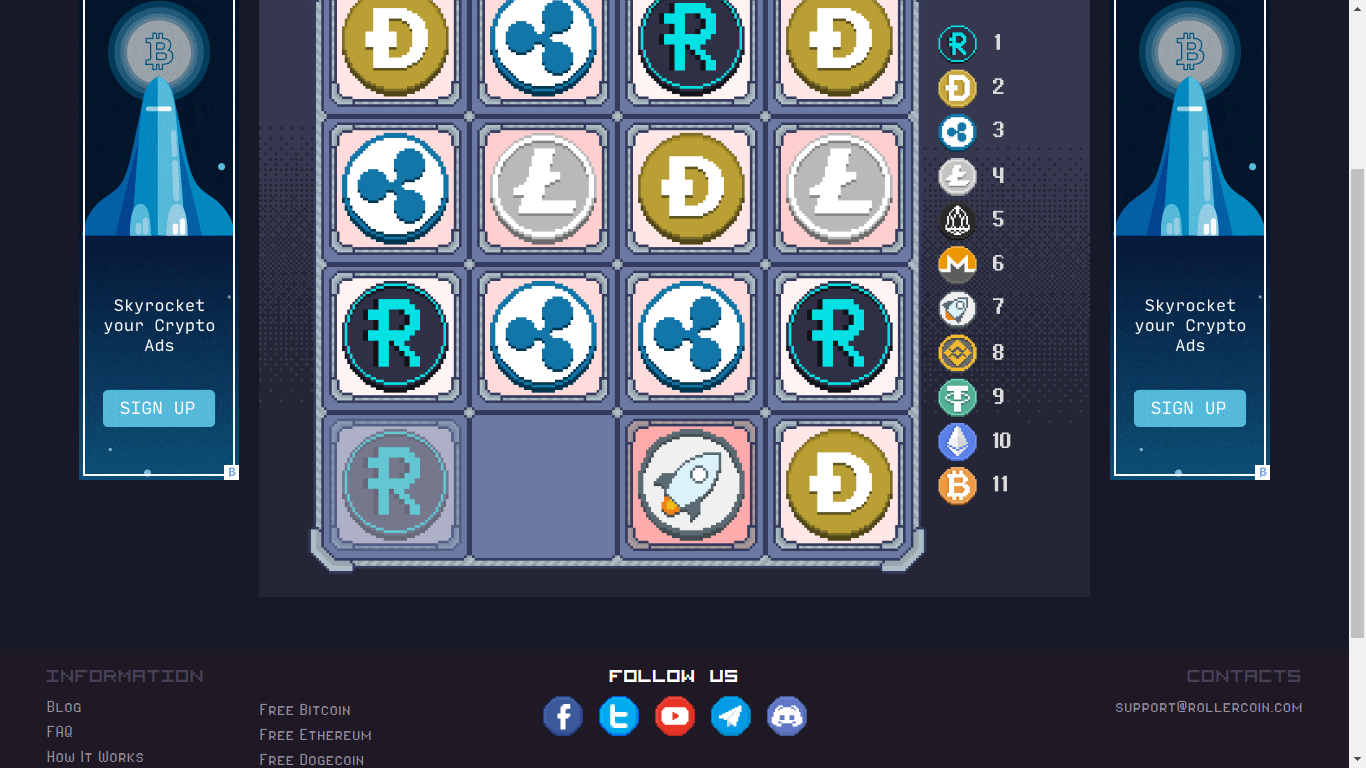 1
2
3
4
5
6
7
8
9
10
11
Skyrocket
your Crypto
Ads
SIGN UP
Skyrocket
your Crypto
Ads
SIGN UP
INFORMATION
Blog
FAQ
How It Works
Free Bitcoin
Free Ethereum
Free Dogecoin
FOLLOW US
CONTACTS
support@rollercoin.com